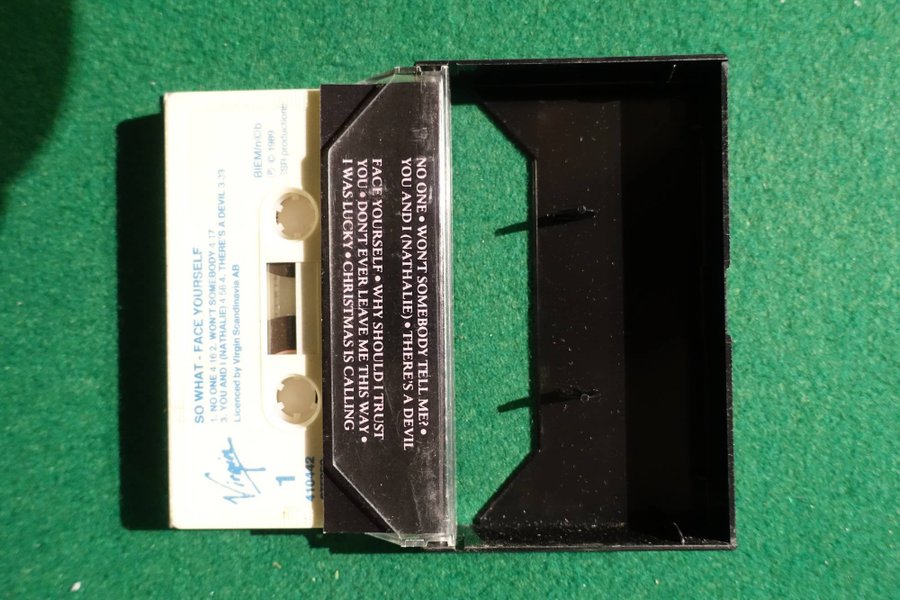 SO WHAT - FACE YOURSELF
1. NO ONE 4:16 2. WON'T SOMEBODY 4:17
3. YOU AND I (NATHALIE) 4:56 4. THERE'S A DEVIL 3:33
Licenced by Virgin Scandinavia AB
BIEM/n©b
℗ © 1989
productions
Virgin
1
410442
NO ONE • WON'T SOMEBODY TELL ME? •
YOU AND I (NATHALIE) • THERE'S A DEVIL
FACE YOURSELF • WHY SHOULD I TRUST
YOU • DON'T EVER LEAVE ME THIS WAY •
I WAS LUCKY • CHRISTMAS IS CALLING